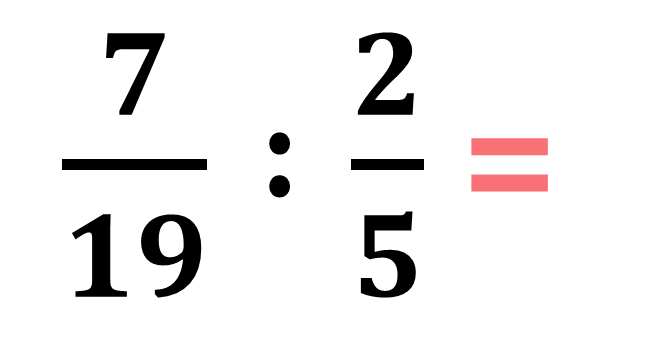 7/19 : 2/5 =